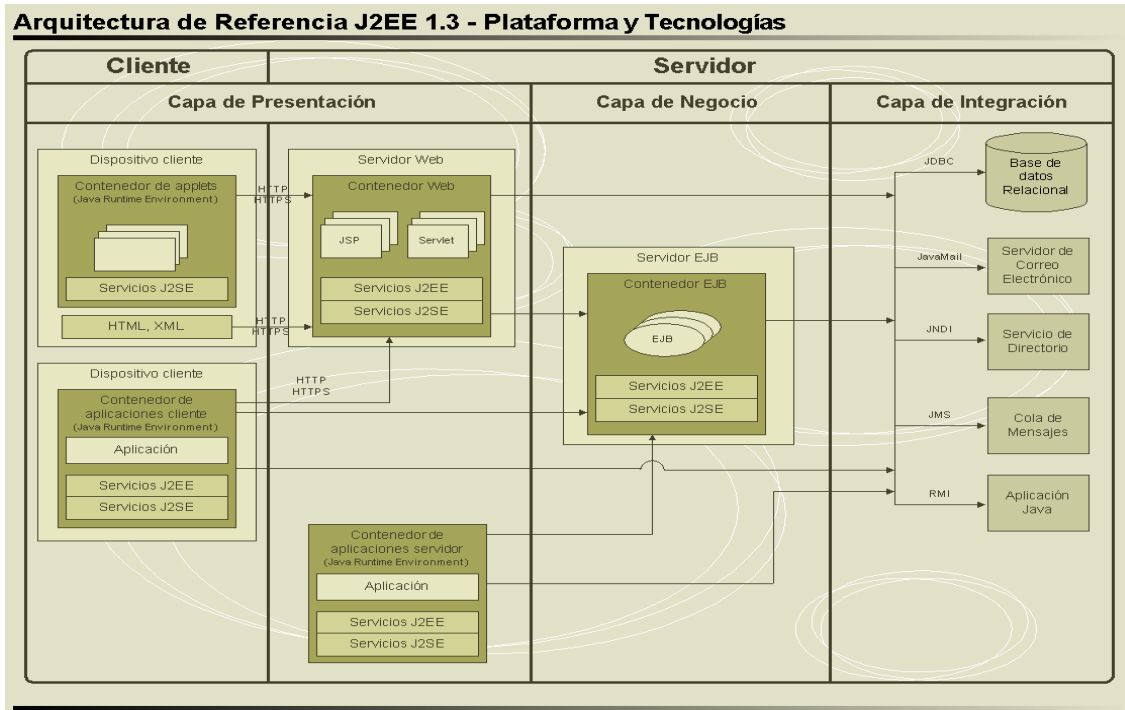 Arquitectura de Referencia J2EE 1.3 - Plataforma y Tecnologías
Cliente
Servidor
Capa de Presentación
Capa de Negocio
Capa de Integración
Dispositivo cliente
Contenedor de applets
(Java Runtime Environment)
Servicios J2SE
HTML, XML
HTTP
HTTPS
HTTP
HTTPS
Servidor Web
Contenedor Web
JSP
Servlet
Servicios J2EE
Servicios J2SE
Dispositivo cliente
Contenedor de
aplicaciones cliente
(Java Runtime Environment)
Aplicación
Servicios J2EE
Servicios J2SE
HTTP
HTTPS
Contenedor de
aplicaciones servidor
(Java Runtime Environment)
Aplicación
Servicios J2EE
Servicios J2SE
Servidor EJB
Contenedor EJB
EJB
Servicios J2EE
Servicios J2SE
JDBC
Base de
datos
Relacional
JavaMail
Servidor de
Correo
Electrónico
JNDI
Servicio de
Directorio
JMS
Cola de
Mensajes
RMI
Aplicación
Java